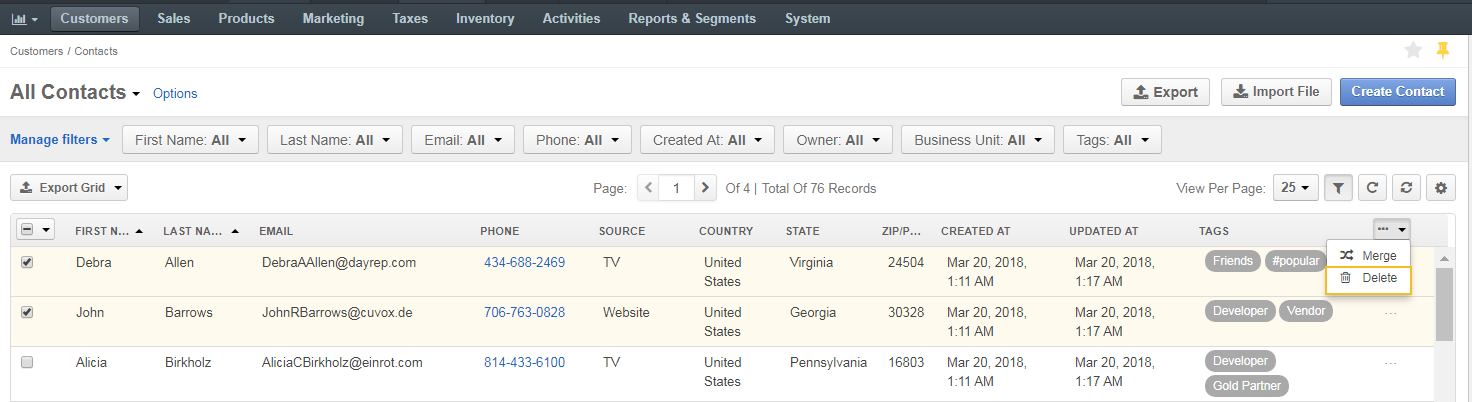 Customers Sales Products Marketing Taxes Inventory Activities Reports & Segments System
Customers / Contacts
All Contacts Options Export Import File Create Contact
Manage filters First Name: All Last Name: All Email: All Phone: All Created At: All Owner: All Business Unit: All Tags: All
Export Grid Page: 1 Of 4 | Total Of 76 Records View Per Page: 25
FIRST N... LAST NA... EMAIL PHONE SOURCE COUNTRY STATE ZIP/P... CREATED AT UPDATED AT TAGS ...
Merge
Delete
Debra Allen DebraAAllen@dayrep.com 434-688-2469 TV United States Virginia 24504 Mar 20, 2018, 1:11 AM Mar 20, 2018, 1:17 AM Friends #popular
John Barrows JohnRBarrows@cuvox.de 706-763-0828 Website United States Georgia 30328 Mar 20, 2018, 1:11 AM Mar 20, 2018, 1:17 AM Developer Vendor ...
Alicia Birkholz AliciaCBirkholz@einrot.com 814-433-6100 TV United States Pennsylvania 16803 Mar 20, 2018, 1:11 AM Mar 20, 2018, 1:17 AM Developer Gold Partner ...